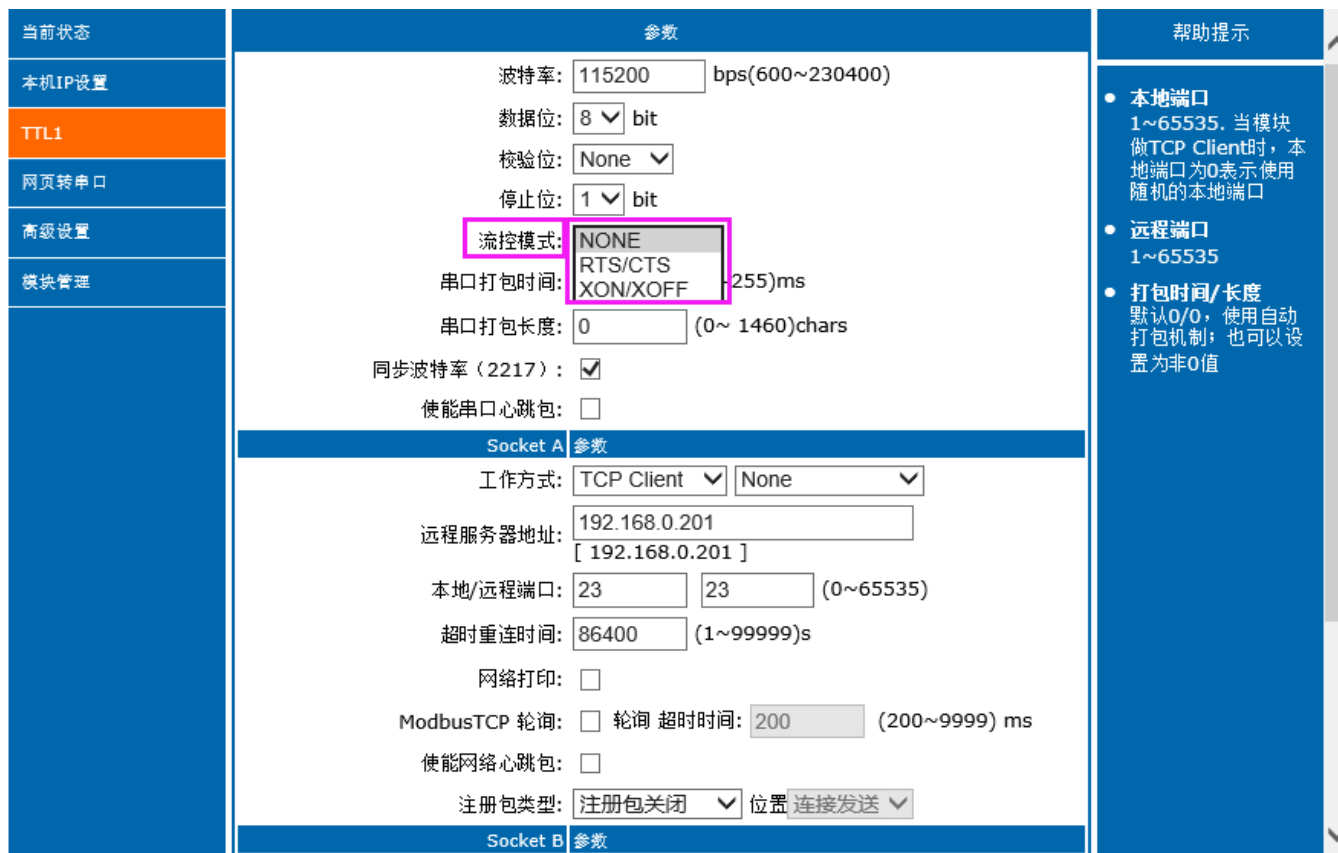 当前状态
本机IP设置
TTL1
网页转串口
高级设置
模块管理
参数
波特率: 115200 bps(600~230400)
数据位: 8 bit
校验位: None
停止位: 1 bit
流控模式: NONE
RTS/CTS
XON/XOFF
串口打包时间: 255)ms
串口打包长度: 0 (0~ 1460)chars
同步波特率（2217）:
使能串口心跳包:
Socket A 参数
工作方式: TCP Client None
远程服务器地址: 192.168.0.201
[ 192.168.0.201 ]
本地/远程端口: 23 23 (0~65535)
超时重连时间: 86400 (1~99999)s
网络打印:
ModbusTCP 轮询: 轮询 超时时间: 200 (200~9999) ms
使能网络心跳包:
注册包类型: 注册包关闭 位置 连接发送
Socket B 参数
帮助提示
本地端口
1~65535. 当模块
做TCP Client时，本
地端口为0表示使用
随机的本地端口
远程端口
1~65535
打包时间/长度
默认0/0，使用自动
打包机制；也可以设
置为非0值